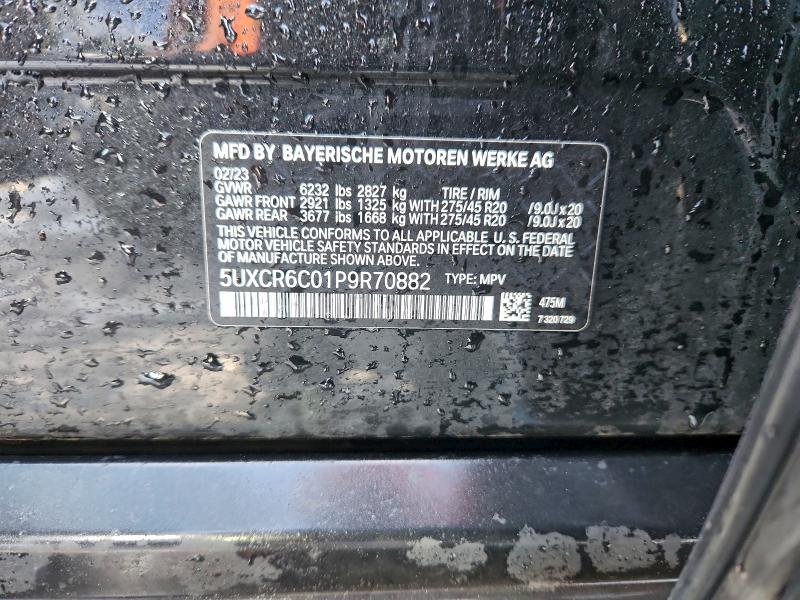 MFD BY BAYERISCHE MOTOREN WERKE AG
02/23
GVWR 6232 lbs 2827 kg TIRE / RIM
GAWR FRONT 2921 lbs 1325 kg WITH 275/45 R20 /9.0J x 20
GAWR REAR 3677 lbs 1668 kg WITH 275/45 R20 /9.0J x 20
THIS VEHICLE CONFORMS TO ALL APPLICABLE U. S. FEDERAL
MOTOR VEHICLE SAFETY STANDARDS IN EFFECT ON THE DATE
OF MANUFACTURE SHOWN ABOVE.
5UXCR6C01P9R70882 TYPE: MPV
475M
7 320 729